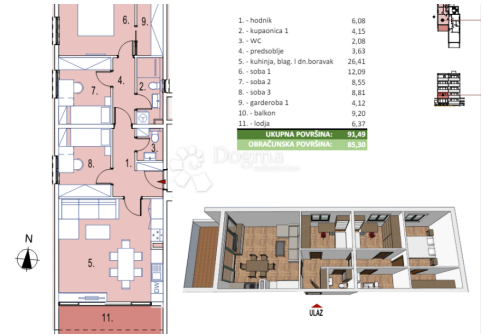 6.
9.
4.
7.
2.
3.
8.
1.
5.
11.
DW
N
1. - hodnik 6,08
2. - kupaonica 1 4,15
3. - WC 2,08
4. - predsoblje 3,63
5. - kuhinja, blag. I dn.boravak 26,41
6. - soba 1 12,09
7. - soba 2 8,55
8. - soba 3 8,81
9. - garderoba 1 4,12
10. - balkon 9,20
11. - lodja 6,37
UKUPNA POVRŠINA: 91,49
OBRAČUNSKA POVRŠINA: 85,30
Dogma
ULAZ